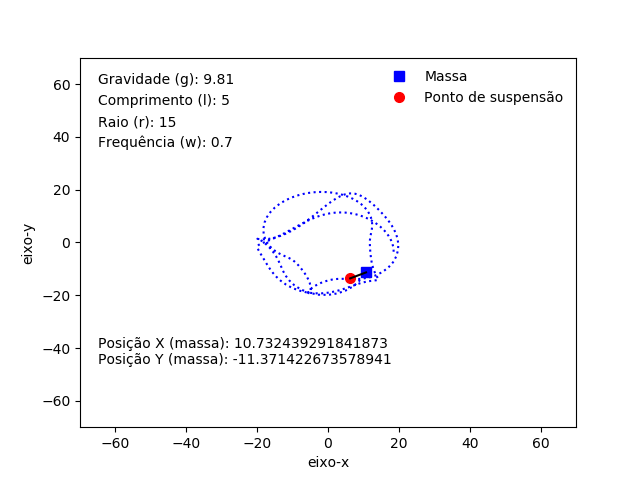 Gravidade (g): 9.81
Comprimento (l): 5
Raio (r): 15
Frequência (w): 0.7
Massa
Ponto de suspensão
Posição X (massa): 10.732439291841873
Posição Y (massa): -11.371422673578941
60
40
20
0
−20
−40
−60
eixo-y
−60
−40
−20
0
20
40
60
eixo-x